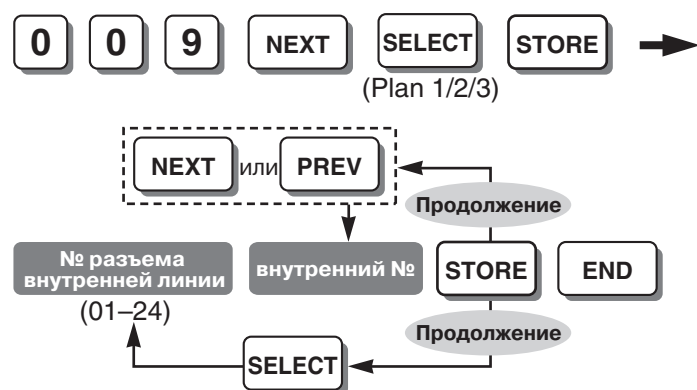 0 0 9 NEXT SELECT STORE
(Plan 1/2/3)
NEXT или PREV
Продолжение
№ разъема
внутренней линии
(01–24)
внутренний №
STORE
END
Продолжение
SELECT